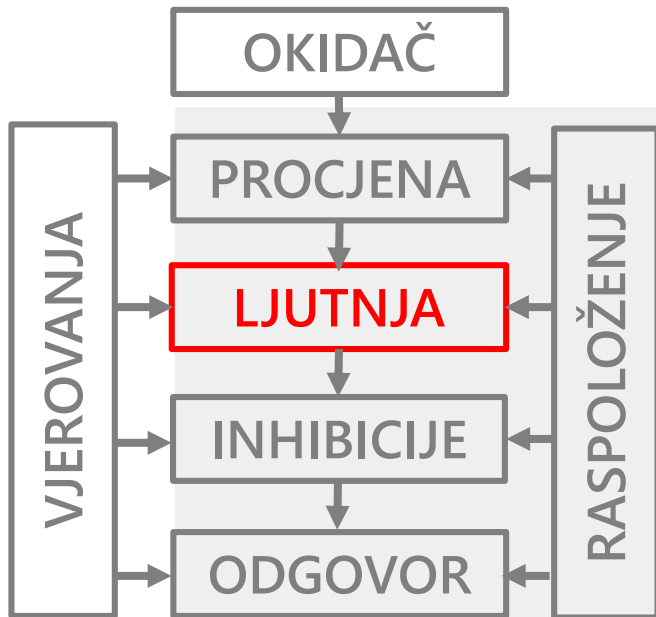 OKIDAČ
PROCJENA
LJUTNJA
INHIBICIJE
ODGOVOR
VJEROVANJA
RASPOLOŽENJE